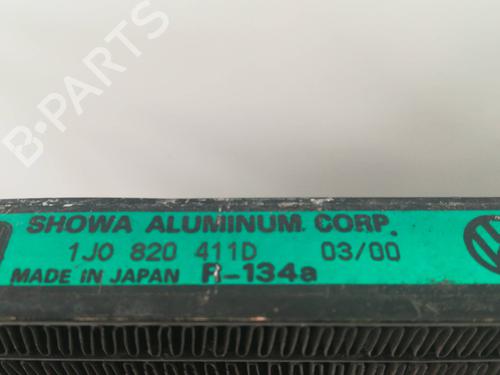 B-PARTS
SHOWA ALUMINUM. CORP.
1J0 820 411D 03/00
MADE IN JAPAN R-134a